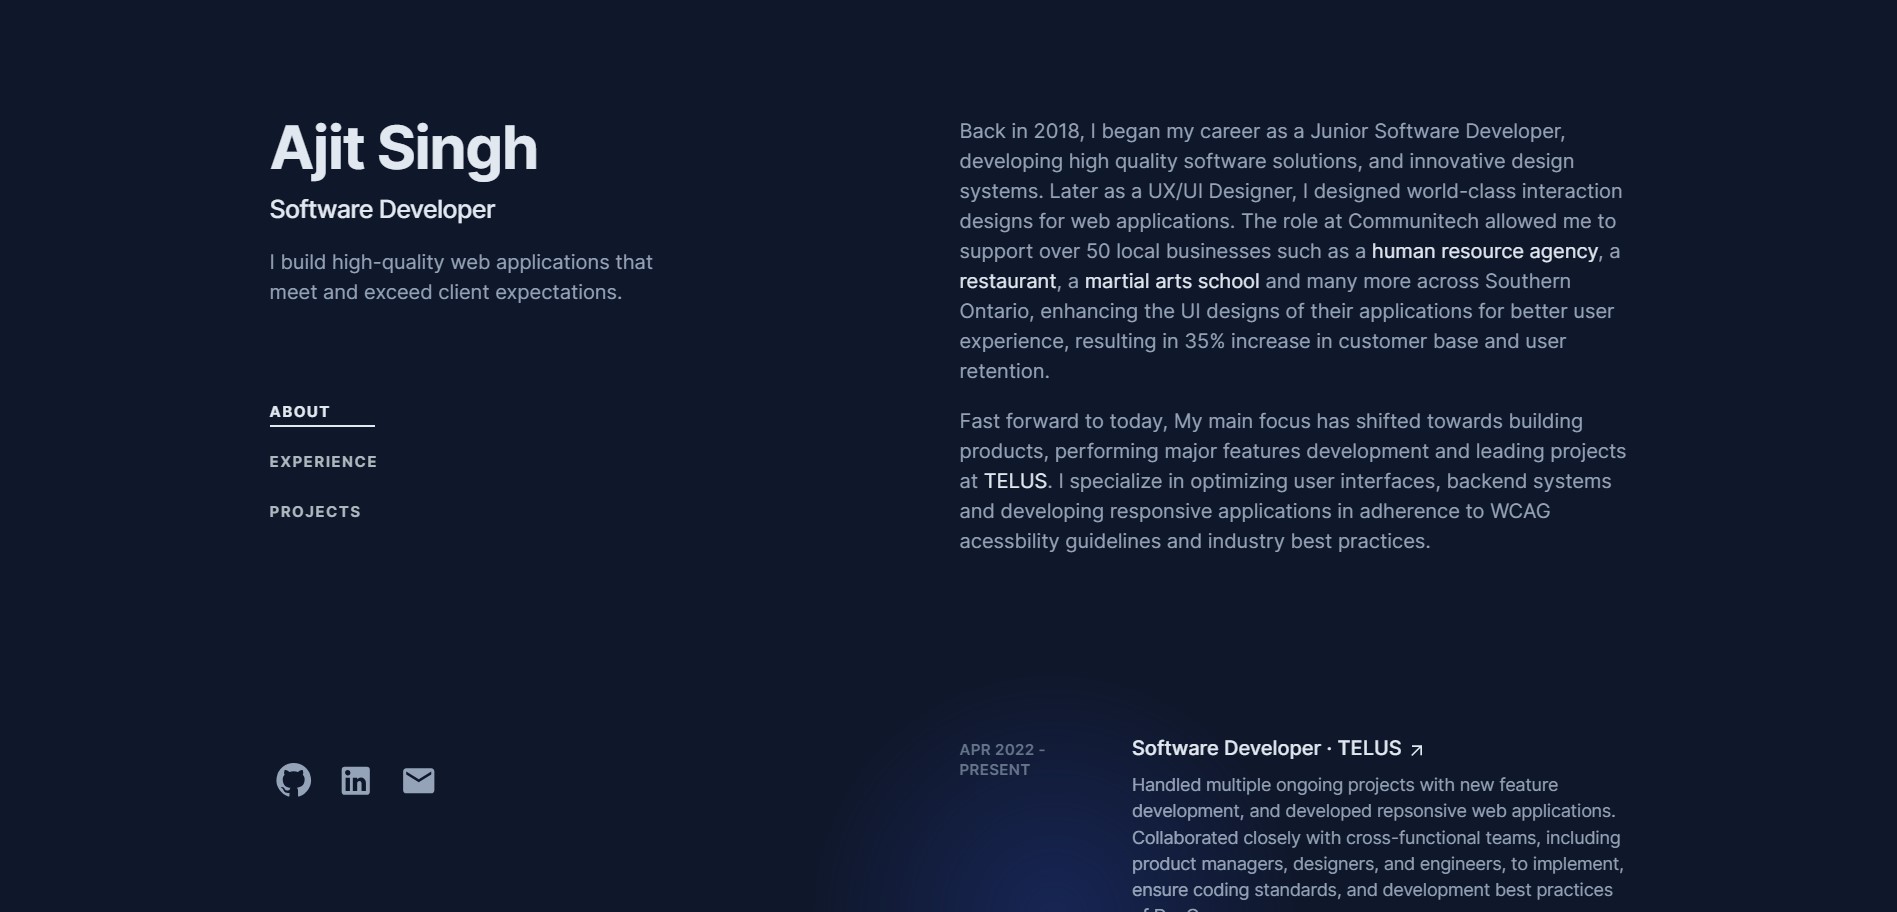 Ajit Singh
Software Developer
I build high-quality web applications that
meet and exceed client expectations.
ABOUT
EXPERIENCE
PROJECTS
Back in 2018, I began my career as a Junior Software Developer,
developing high quality software solutions, and innovative design
systems. Later as a UX/UI Designer, I designed world-class interaction
designs for web applications. The role at Communitech allowed me to
support over 50 local businesses such as a human resource agency, a
restaurant, a martial arts school and many more across Southern
Ontario, enhancing the UI designs of their applications for better user
experience, resulting in 35% increase in customer base and user
retention.
Fast forward to today, My main focus has shifted towards building
products, performing major features development and leading projects
at TELUS. I specialize in optimizing user interfaces, backend systems
and developing responsive applications in adherence to WCAG
acessbility guidelines and industry best practices.
APR 2022 -
PRESENT
Software Developer · TELUS
Handled multiple ongoing projects with new feature
development, and developed repsonsive web applications.
Collaborated closely with cross-functional teams, including
product managers, designers, and engineers, to implement,
ensure coding standards, and development best practices